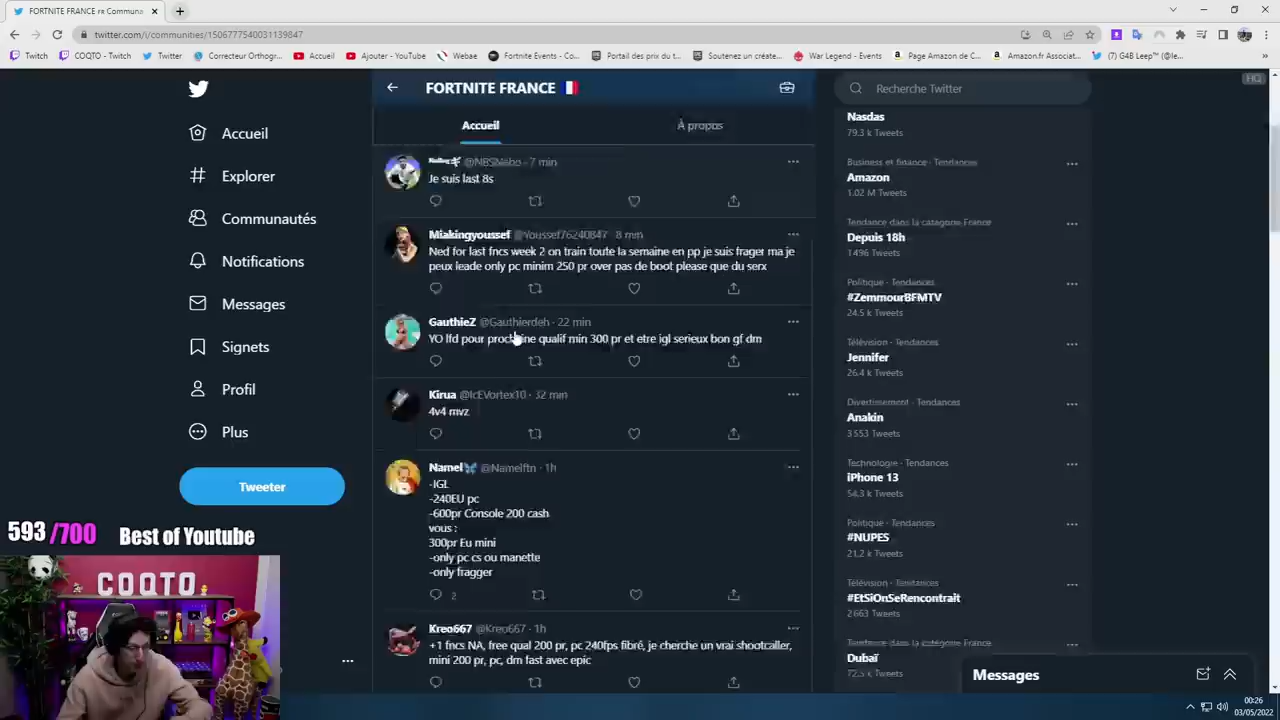 FORTNITE FRANCE FR Commun
twitter.com/i/communities/1506777540031139847
Twitch
COQTO - Twitch
Twitter
Correcteur Orthogr...
Accueil
Ajouter - YouTube
Webae
Fortnite Events - Co...
Portail des prix du t...
Soutenez un créate...
War Legend - Events
Page Amazon de C...
Amazon.fr Associat...
(7) G4B Leep™ (@le...
HQ
FORTNITE FRANCE
Recherche Twitter
Accueil
À propos
Accueil
Explorer
Communautés
Notifications
Messages
Signets
Profil
Plus
Tweeter
@NBSNabo · 7 min
Je suis last 8s
Miakingyoussef @Youssef76240847 · 8 min
Ned for last fncs week 2 on train toute la semaine en pp je suis frager ma je
peux leade only pc minim 250 pr over pas de boot please que du serx
GauthieZ @Gauthierdeh · 22 min
YO lfd pour prochaine qualif min 300 pr et etre igl serieux bon gf dm
Kirua @IcEVortex10 · 32 min
4v4 mvz
Namel @Namelftn · 1h
-IGL
-240EU pc
-600pr Console 200 cash
vous :
300pr Eu mini
-only pc cs ou manette
-only fragger
2
Kreo667 @Kreo667 · 1h
+1 fncs NA, free qual 200 pr, pc 240fps fibré, je cherche un vrai shootcaller,
mini 200 pr, pc, dm fast avec epic
Nasdas
79.3 k Tweets
Business et finance · Tendances
Amazon
1.02 M Tweets
Tendance dans la catégorie France
Depuis 18h
1 496 Tweets
Politique · Tendances
#ZemmourBFMTV
24.5 k Tweets
Télévision · Tendances
Jennifer
26.4 k Tweets
Divertissement · Tendances
Anakin
3 553 Tweets
Technologie · Tendances
iPhone 13
54.3 k Tweets
Politique · Tendances
#NUPES
21,2 k Tweets
Télévision · Tendances
#EtSiOnSeRencontrait
2 663 Tweets
Tendance dans la catégorie France
Dubaï
72.5 k Tweets
Messages
593/700 Best of Youtube
COQTO
00:26
03/05/2022